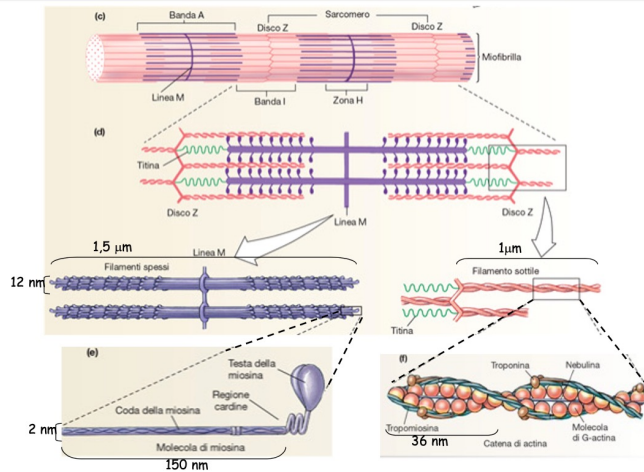 (c)
Banda A
Sarcomero
Disco Z
Disco Z
Miofibrilla
Linea M
Banda I
Zona H
(d)
Titina
Disco Z
Linea M
Disco Z
1,5 μm
Linea M
1μm
Filamenti spessi
Filamento sottile
12 nm
Titina
(e)
Testa della
miosina
Regione
cardine
Coda della miosina
2 nm
Molecola di miosina
150 nm
(f)
Troponina
Nebulina
Tropomiosina
Molecola
di G-actina
36 nm
Catena di actina